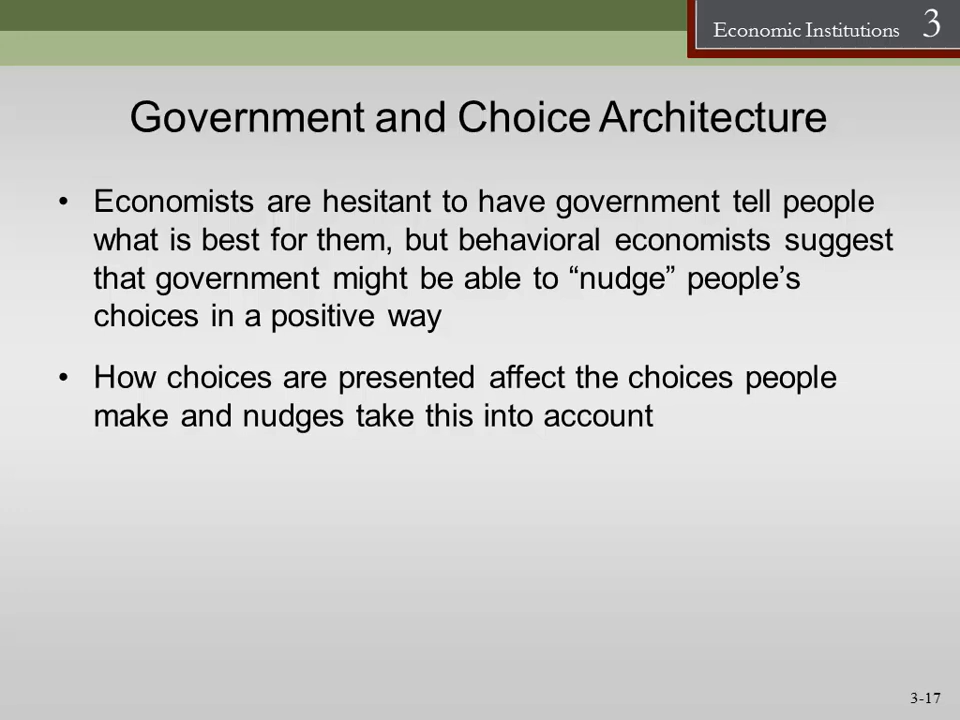 Economic Institutions 3
Government and Choice Architecture
• Economists are hesitant to have government tell people
what is best for them, but behavioral economists suggest
that government might be able to “nudge” people’s
choices in a positive way
• How choices are presented affect the choices people
make and nudges take this into account
3-17